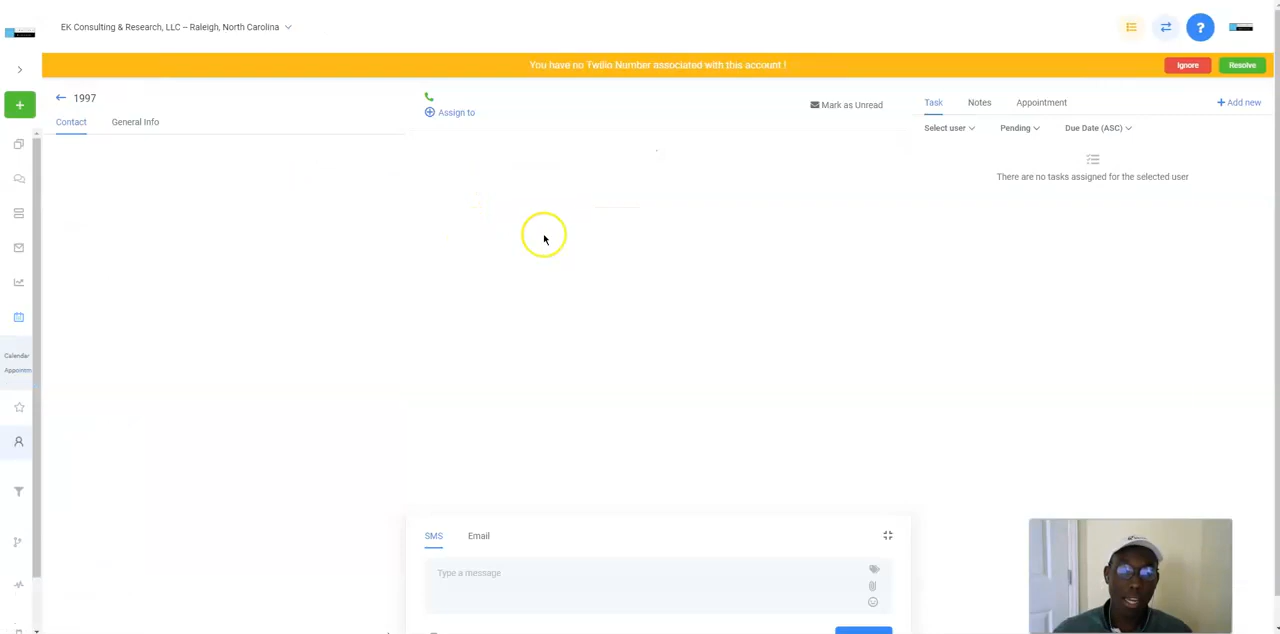 EK Consulting & Research, LLC -- Raleigh, North Carolina
?
You have no Twilio Number associated with this account !
Ignore
Resolve
1997
Contact
General Info
Assign to
Mark as Unread
Task
Notes
Appointment
Add new
Select user
Pending
Due Date (ASC)
There are no tasks assigned for the selected user
Calendar
Appointm
SMS
Email
Type a message